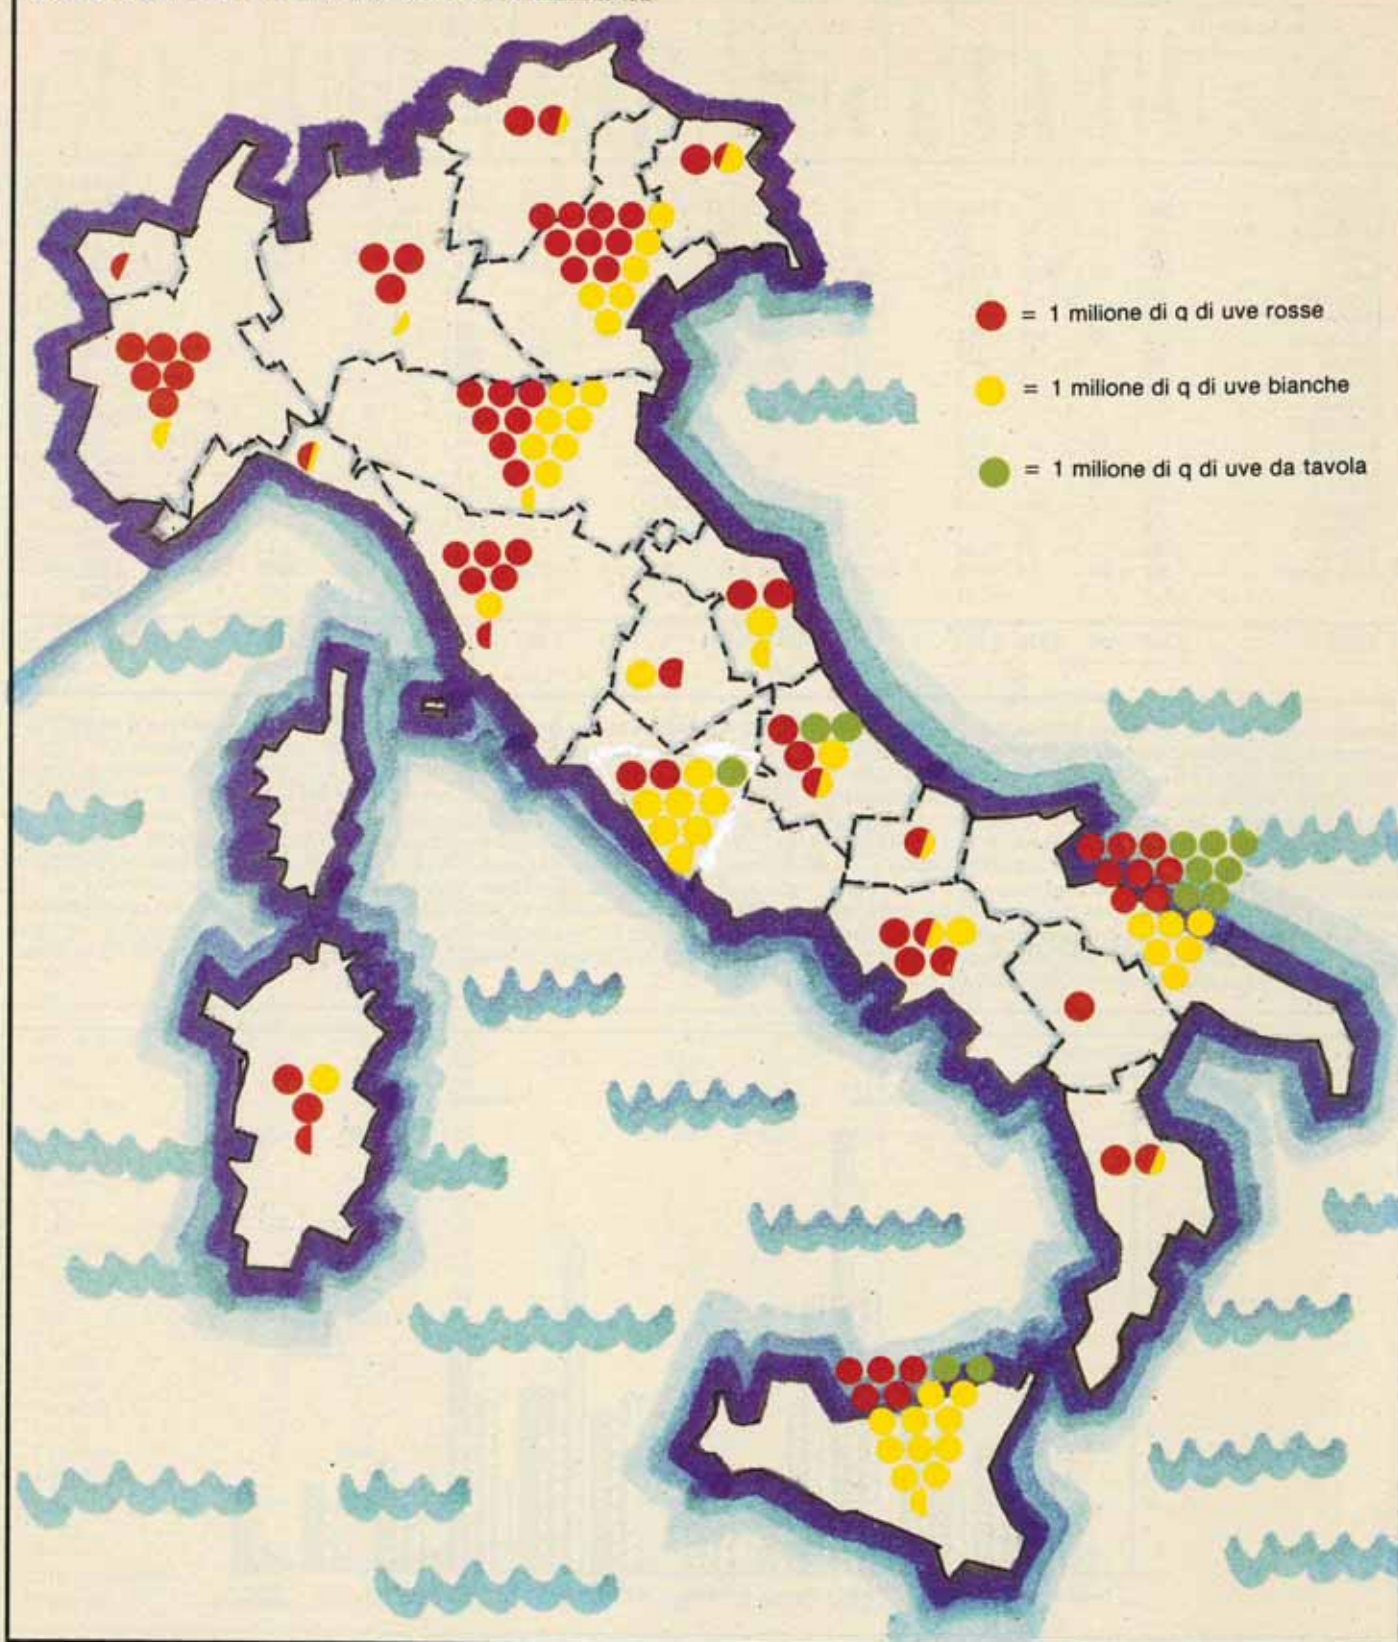 = 1 milione di q di uve rosse
= 1 milione di q di uve bianche
= 1 milione di q di uve da tavola